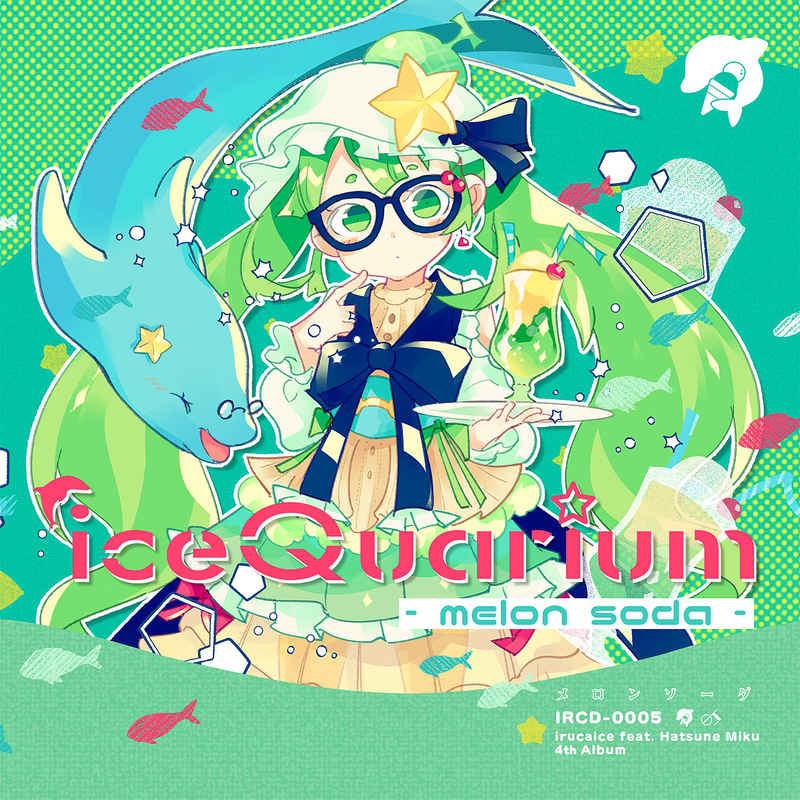 iceQuarium
- melon soda -
メロンソーダ
IRCD-0005
irucaice feat. Hatsune Miku
4th Album